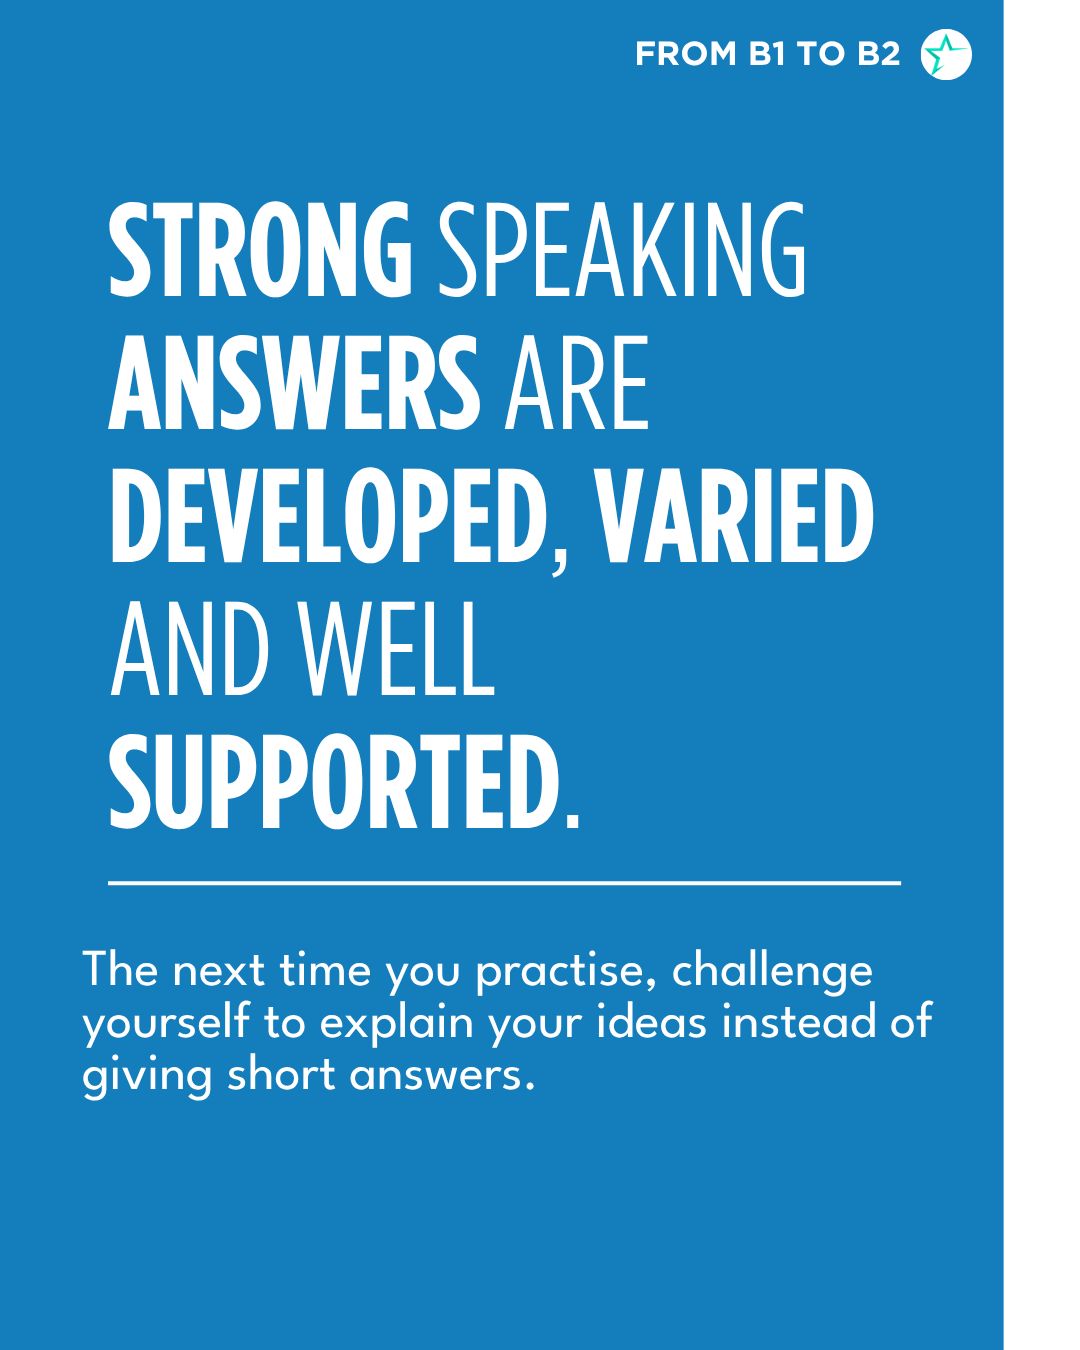 FROM B1 TO B2
STRONG SPEAKING
ANSWERS ARE
DEVELOPED, VARIED
AND WELL
SUPPORTED.
The next time you practise, challenge
yourself to explain your ideas instead of
giving short answers.